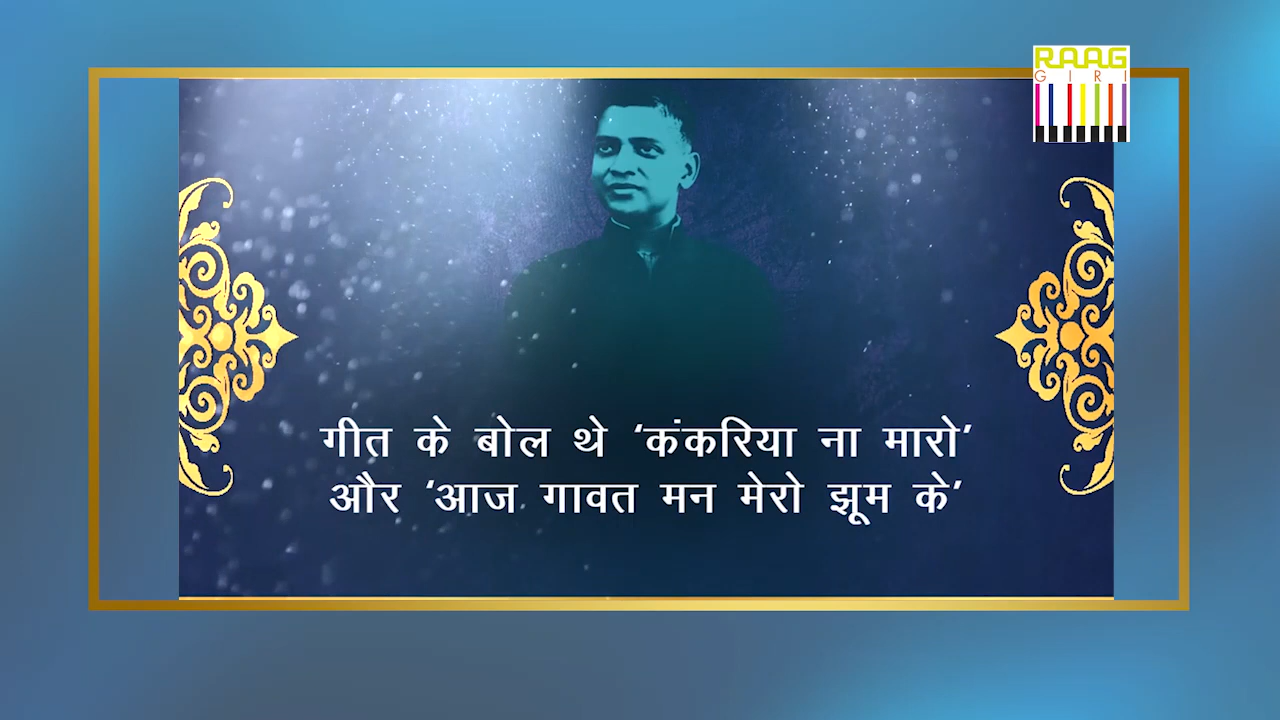 RAAG
GIRI
गीत के बोल थे ‘कंकरिया ना मारो’
और ‘आज गावत मन मेरो झूम के’